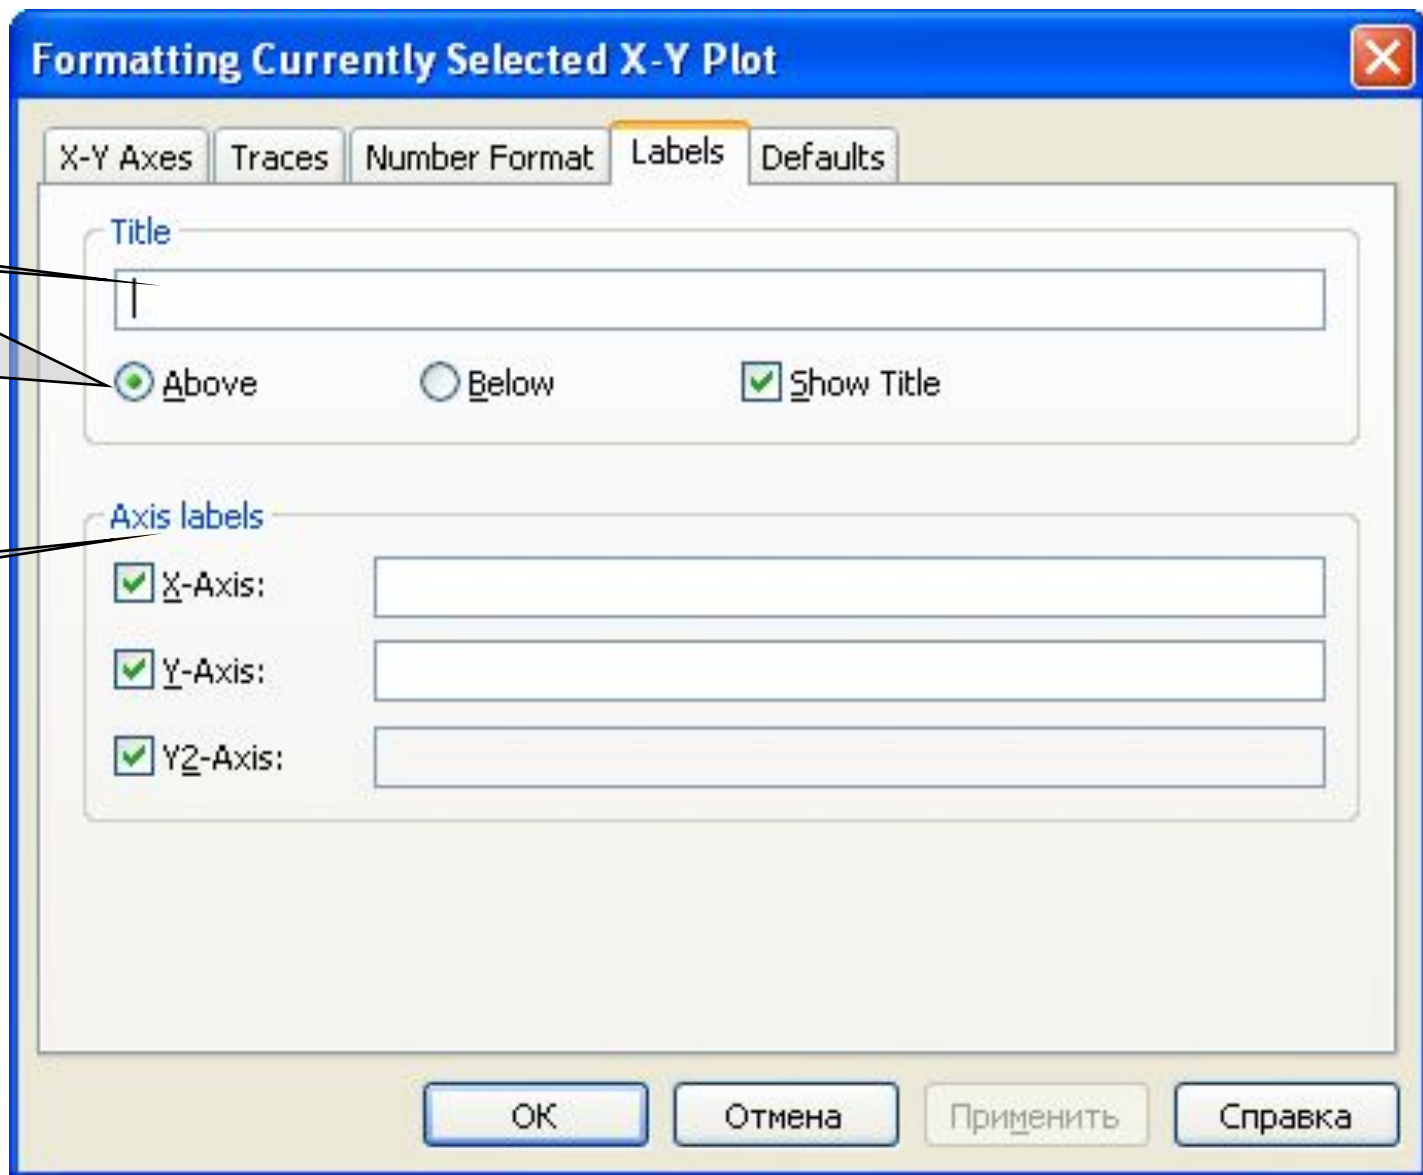 Formatting Currently Selected X-Y Plot
X-Y Axes Traces Number Format Labels Defaults
Title
Above Below Show Title
Axis labels
X-Axis:
Y-Axis:
Y2-Axis:
ОК Отмена Применить Справка